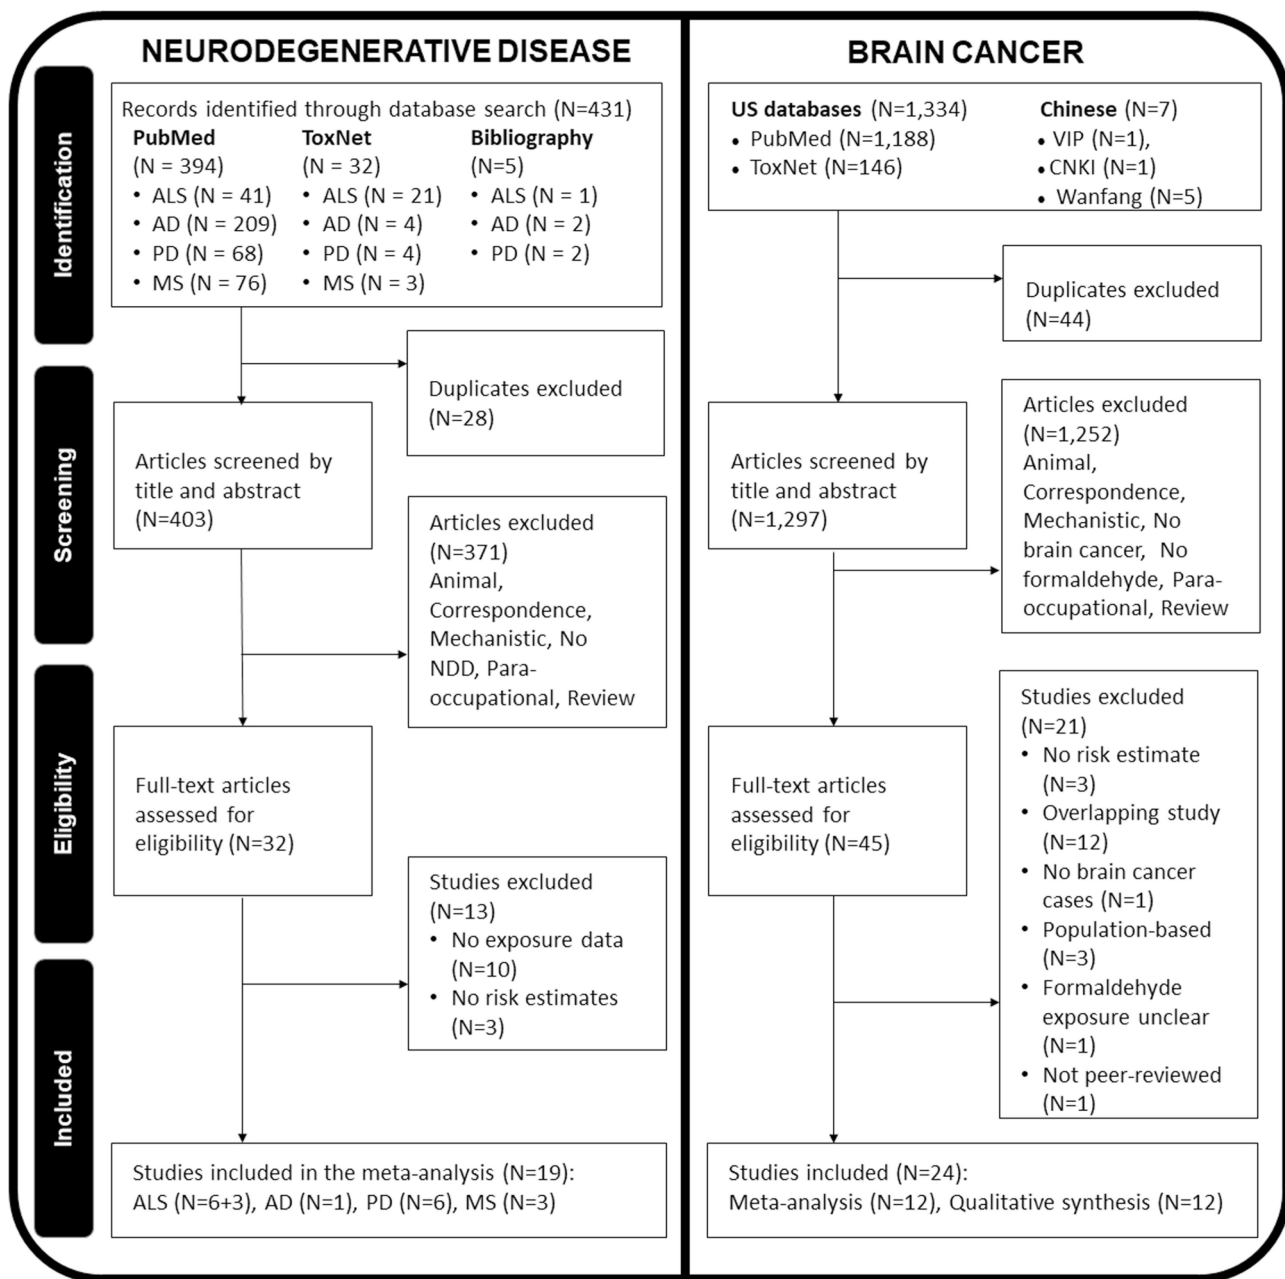 NEURODEGENERATIVE DISEASE
Identification
Records identified through database search (N=431)
PubMed
(N = 394)
• ALS (N = 41)
• AD (N = 209)
• PD (N = 68)
• MS (N = 76)
ToxNet
(N = 32)
• ALS (N = 21)
• AD (N = 4)
• PD (N = 4)
• MS (N = 3)
Bibliography
(N=5)
• ALS (N = 1)
• AD (N = 2)
• PD (N = 2)
Duplicates excluded
(N=28)
Screening
Articles screened by
title and abstract
(N=403)
Articles excluded
(N=371)
Animal,
Correspondence,
Mechanistic, No
NDD, Para-
occupational, Review
Eligibility
Full-text articles
assessed for
eligibility (N=32)
Studies excluded
(N=13)
• No exposure data
(N=10)
• No risk estimates
(N=3)
Included
Studies included in the meta-analysis (N=19):
ALS (N=6+3), AD (N=1), PD (N=6), MS (N=3)
BRAIN CANCER
US databases (N=1,334)
• PubMed (N=1,188)
• ToxNet (N=146)
Chinese (N=7)
• VIP (N=1),
• CNKI (N=1)
• Wanfang (N=5)
Duplicates excluded
(N=44)
Articles screened by
title and abstract
(N=1,297)
Articles excluded
(N=1,252)
Animal,
Correspondence,
Mechanistic, No
brain cancer, No
formaldehyde, Para-
occupational, Review
Full-text articles
assessed for
eligibility (N=45)
Studies excluded
(N=21)
• No risk estimate
(N=3)
• Overlapping study
(N=12)
• No brain cancer
cases (N=1)
• Population-based
(N=3)
• Formaldehyde
exposure unclear
(N=1)
• Not peer-reviewed
(N=1)
Studies included (N=24):
Meta-analysis (N=12), Qualitative synthesis (N=12)